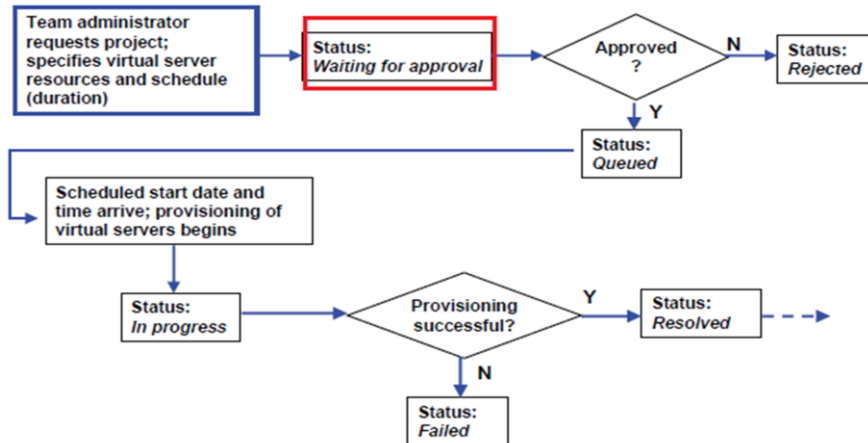 Team administrator
requests project;
specifies virtual server
resources and schedule
(duration)
Status:
Waiting for approval
Approved
?
N
Status:
Rejected
Y
Status:
Queued
Scheduled start date and
time arrive; provisioning of
virtual servers begins
Status:
In progress
Provisioning
successful?
Y
Status:
Resolved
N
Status:
Failed